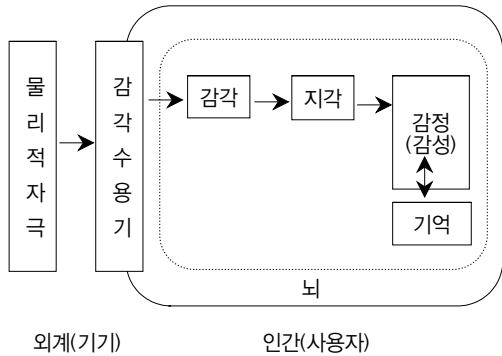 물리적자극
감각수용기
감각
지각
감정
(감성)
기억
뇌
외계(기기)
인간(사용자)